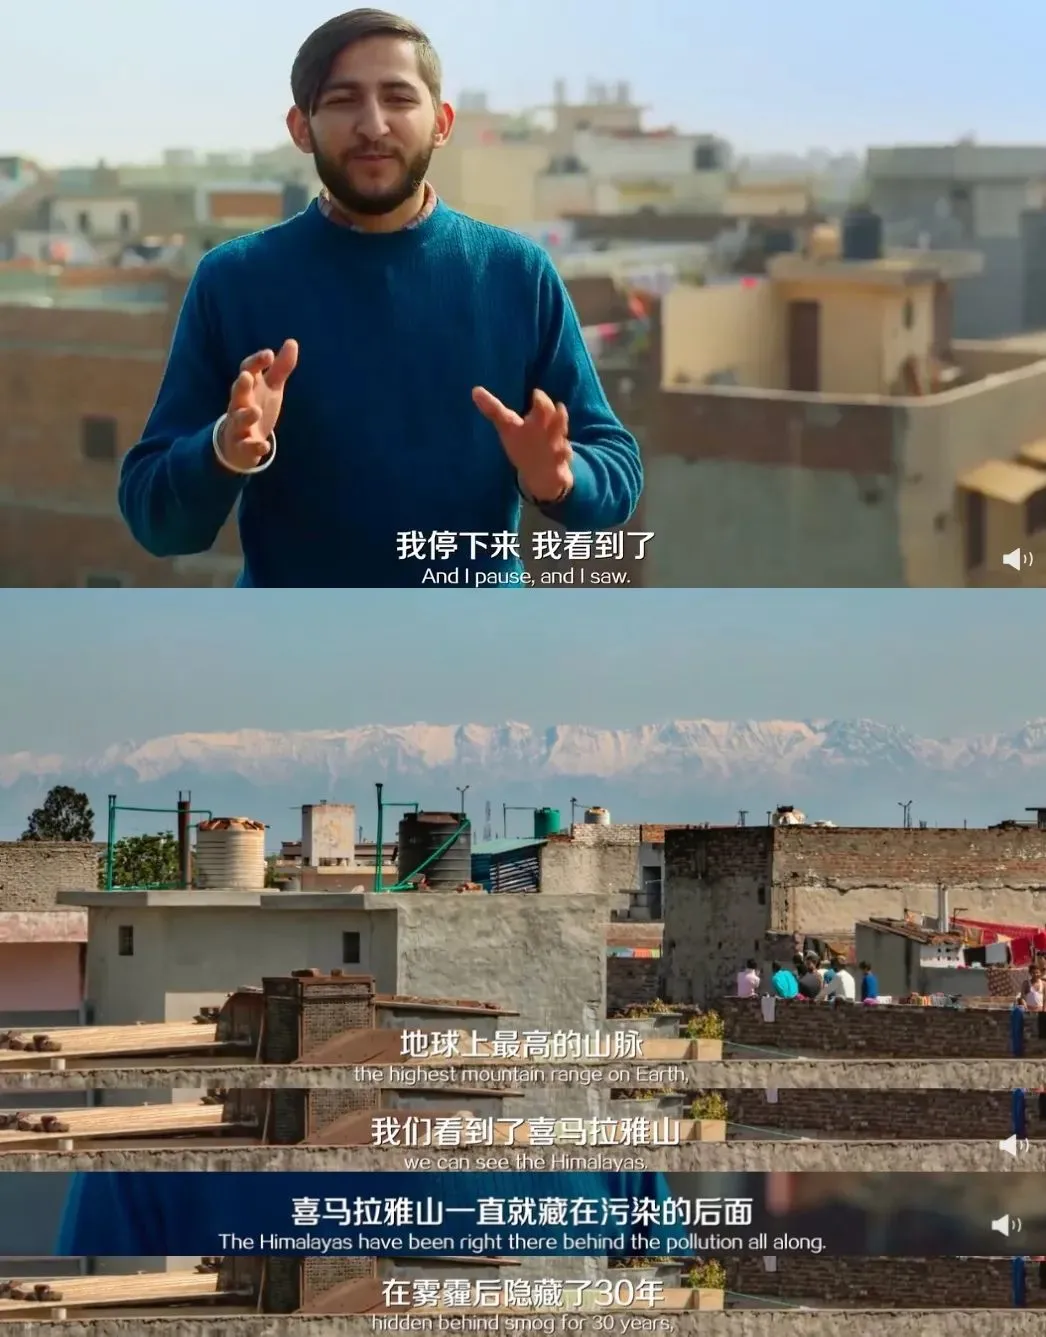 我停下来 我看到了
And I pause, and I saw.
地球上最高的山脉
the highest mountain range on Earth,
我们看到了喜马拉雅山
we can see the Himalayas.
喜马拉雅山一直就藏在污染的后面
The Himalayas have been right there behind the pollution all along.
在雾霾后隐藏了30年
hidden behind smog for 30 years,